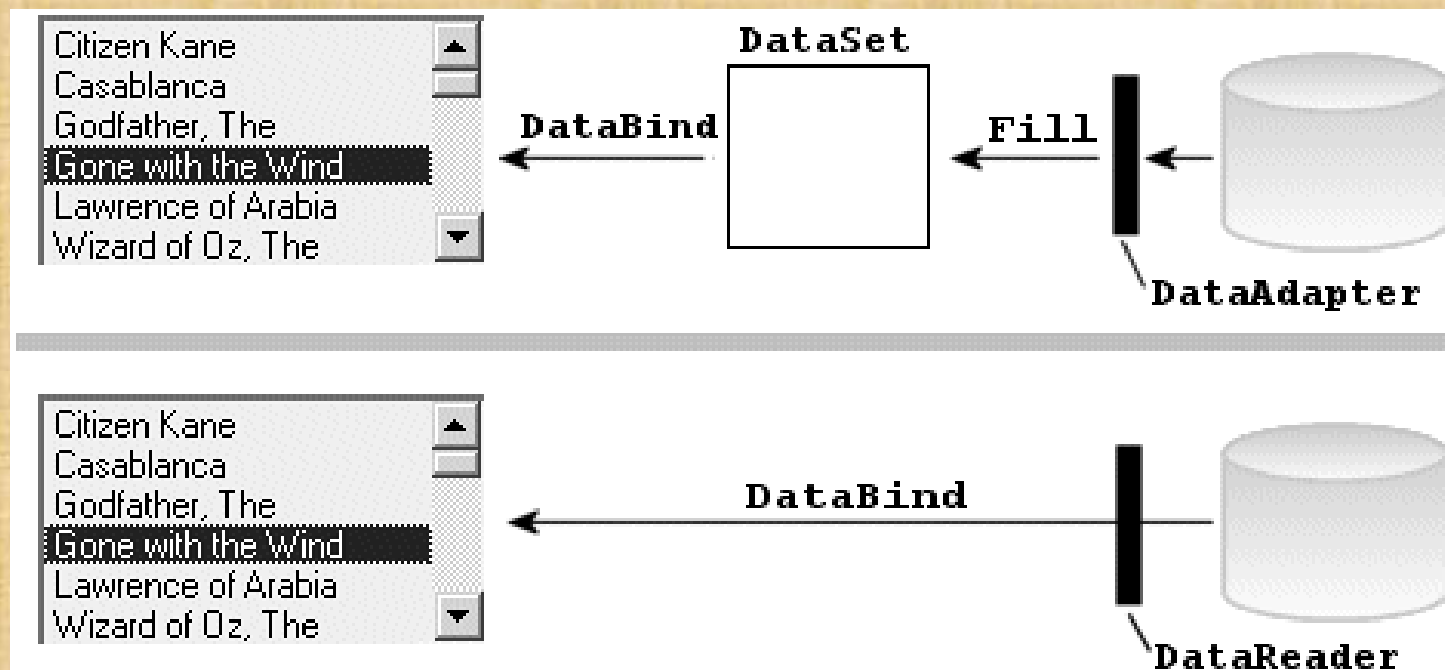 Citizen Kane
Casablanca
Godfather, The
Gone with the Wind
Lawrence of Arabia
Wizard of Oz, The
DataBind
DataSet
Fill
DataAdapter
Citizen Kane
Casablanca
Godfather, The
Gone with the Wind
Lawrence of Arabia
Wizard of Oz, The
DataBind
DataReader